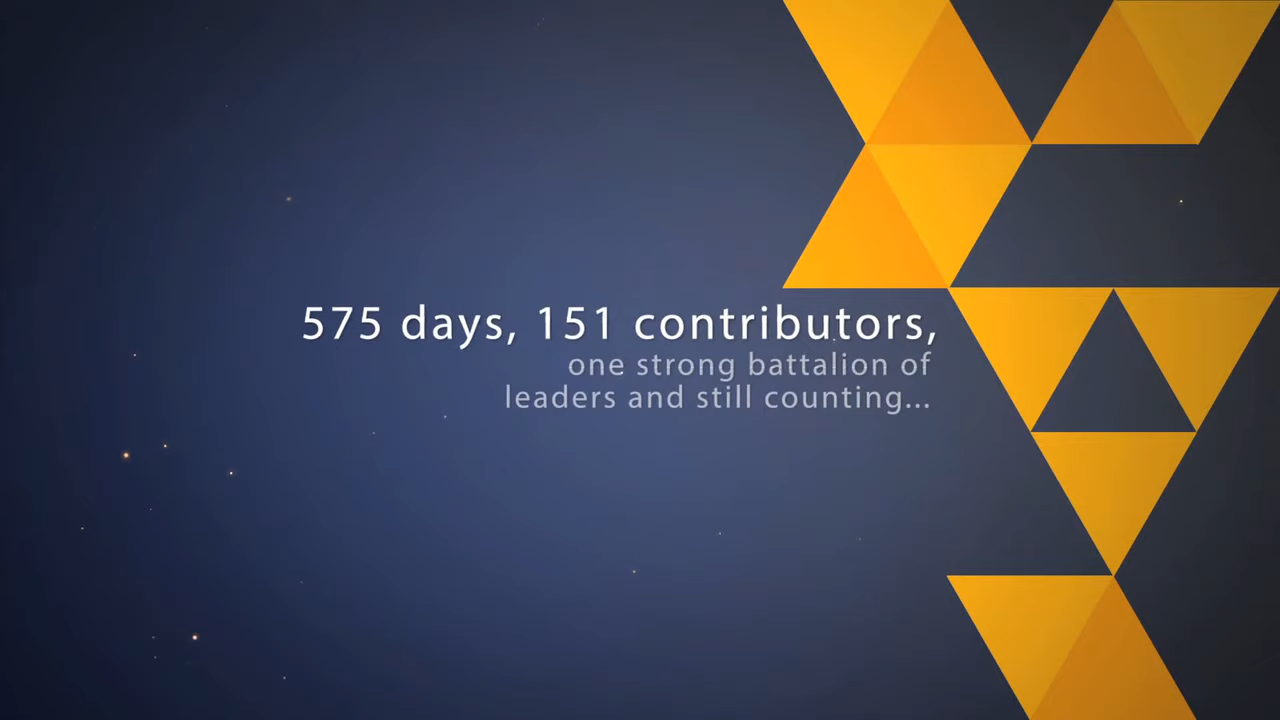 575 days, 151 contributors,
one strong battalion of
leaders and still counting...